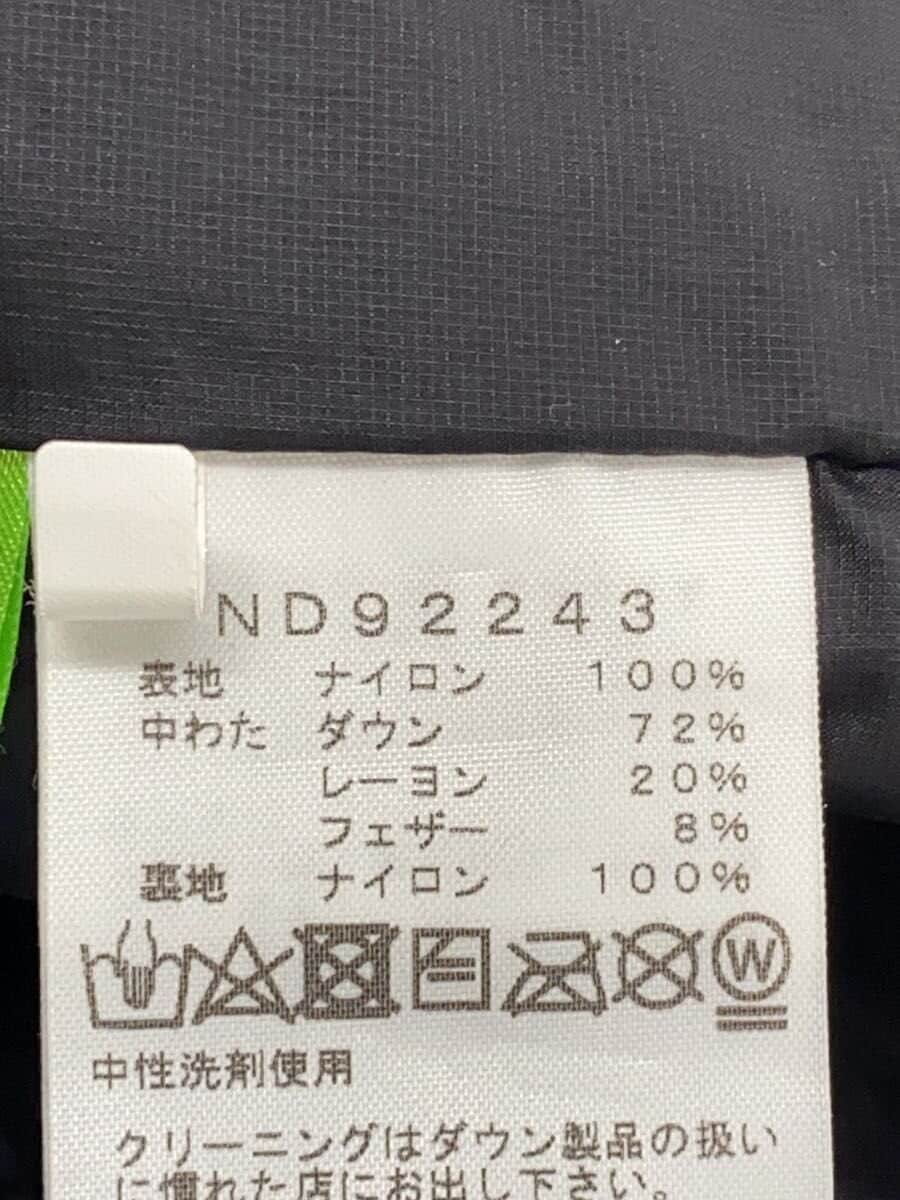 ND92243
表地 ナイロン 100%
中わた ダウン 72%
レーヨン 20%
フェザー 8%
裏地 ナイロン 100%
W
中性洗剤使用
クリーニングはダウン製品の扱い
に慣れた店にお出し下さい。